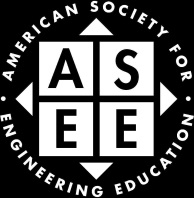 AMERICAN SOCIETY FOR
AS
EE
• ENGINEERING EDUCATION •